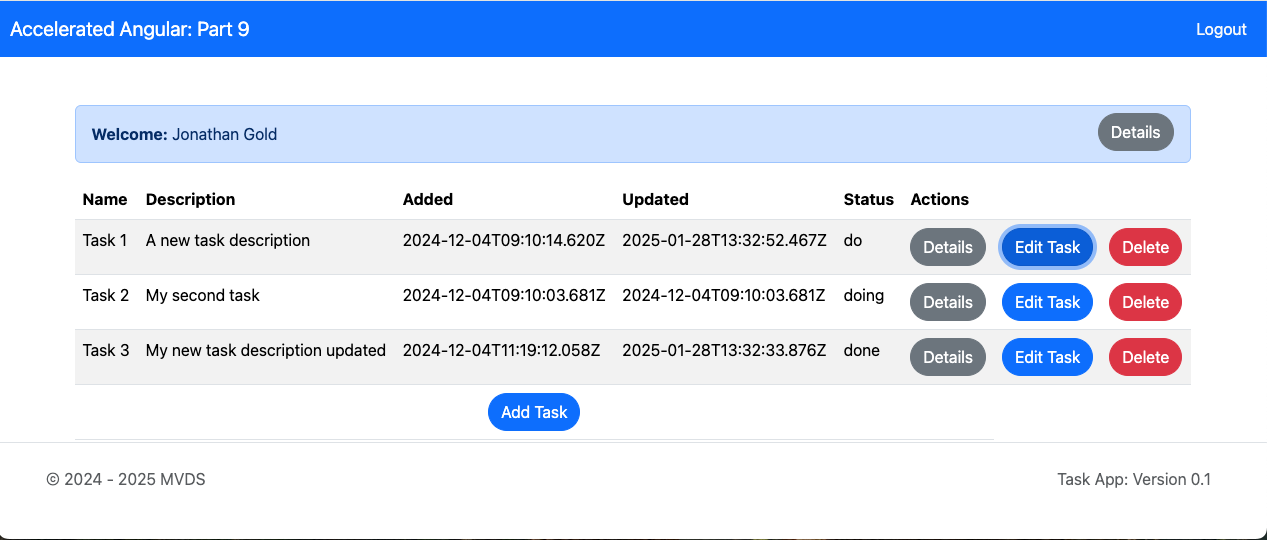 Accelerated Angular: Part 9 Logout
Welcome: Jonathan Gold Details
Name Description Added Updated Status Actions
Task 1 A new task description 2024-12-04T09:10:14.620Z 2025-01-28T13:32:52.467Z do Details Edit Task Delete
Task 2 My second task 2024-12-04T09:10:03.681Z 2024-12-04T09:10:03.681Z doing Details Edit Task Delete
Task 3 My new task description updated 2024-12-04T11:19:12.058Z 2025-01-28T13:32:33.876Z done Details Edit Task Delete
Add Task
© 2024 - 2025 MVDS Task App: Version 0.1